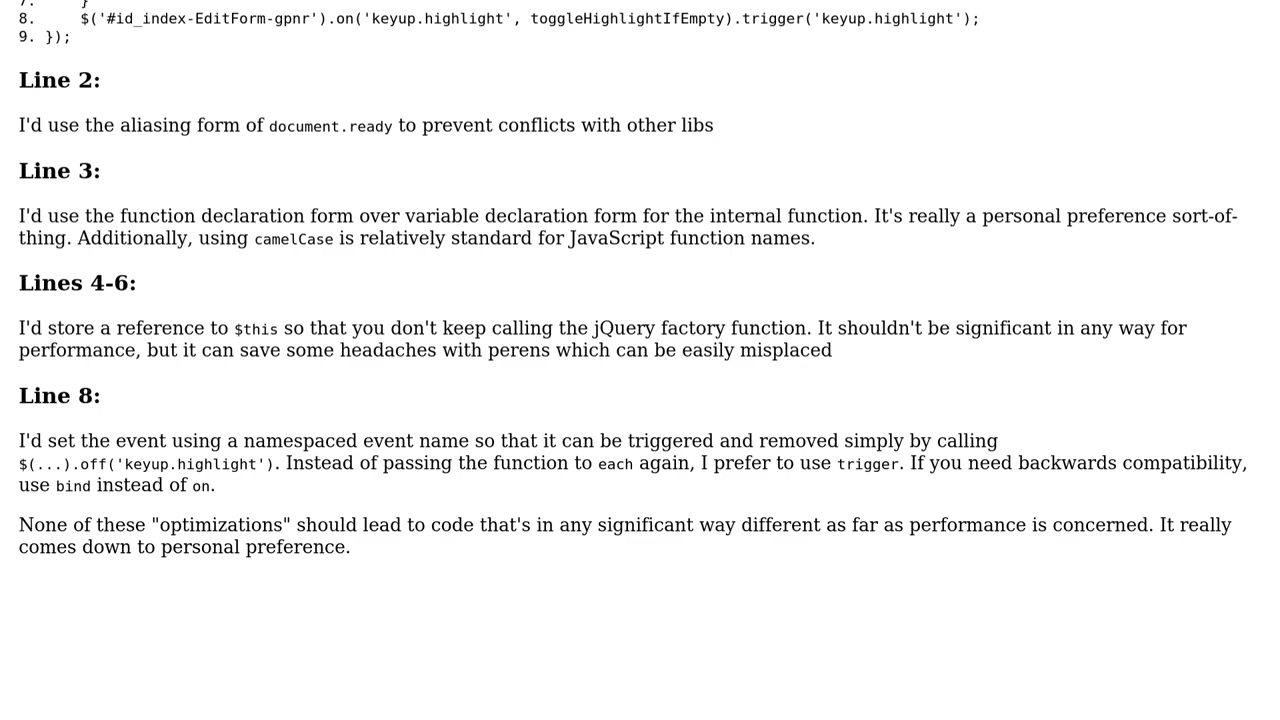 7.      }
8.      $('#id_index-EditForm-gpnr').on('keyup.highlight', toggleHighlightIfEmpty).trigger('keyup.highlight');
9. });
Line 2:
I'd use the aliasing form of document.ready to prevent conflicts with other libs
Line 3:
I'd use the function declaration form over variable declaration form for the internal function. It's really a personal preference sort-of-
thing. Additionally, using camelCase is relatively standard for JavaScript function names.
Lines 4-6:
I'd store a reference to $this so that you don't keep calling the jQuery factory function. It shouldn't be significant in any way for
performance, but it can save some headaches with perens which can be easily misplaced
Line 8:
I'd set the event using a namespaced event name so that it can be triggered and removed simply by calling
$(...).off('keyup.highlight'). Instead of passing the function to each again, I prefer to use trigger. If you need backwards compatibility,
use bind instead of on.
None of these "optimizations" should lead to code that's in any significant way different as far as performance is concerned. It really
comes down to personal preference.